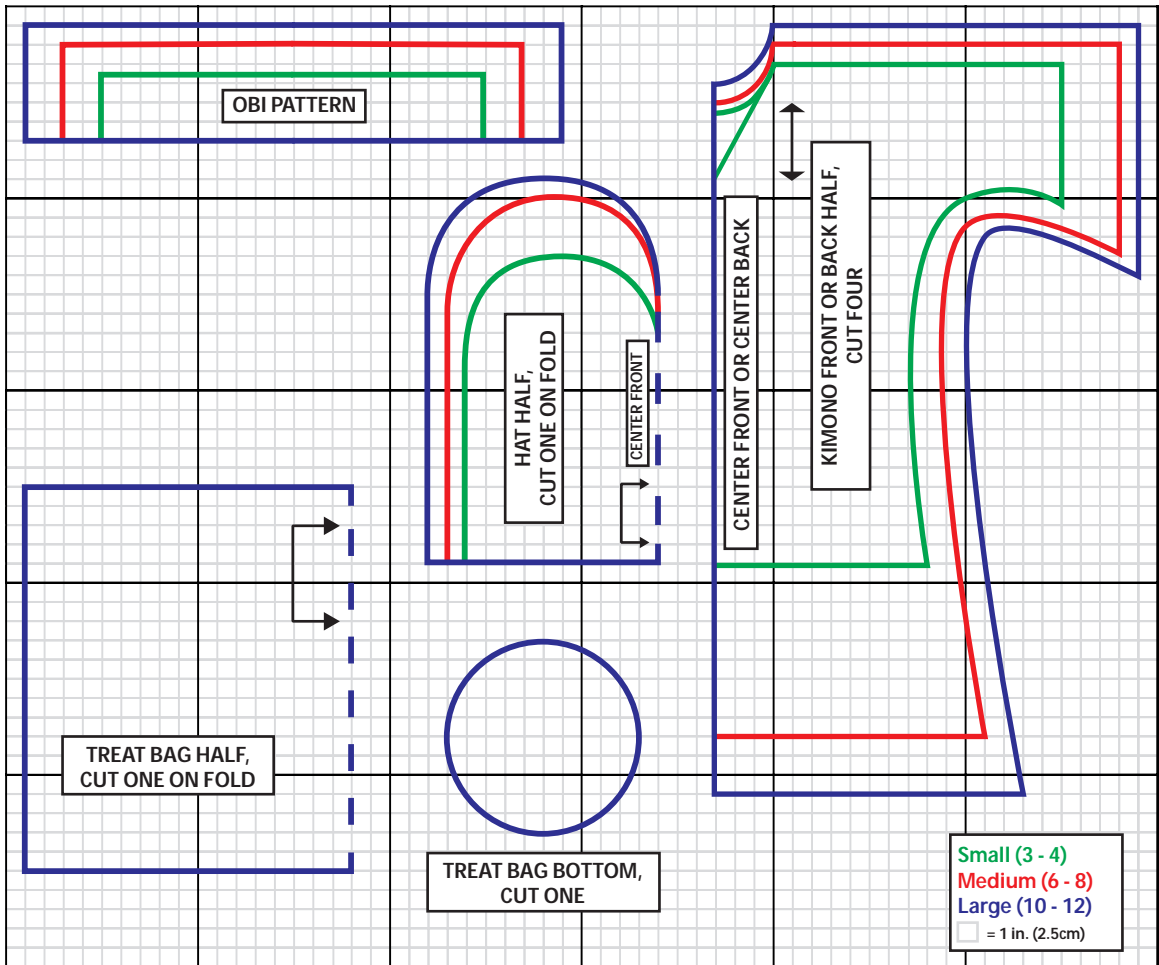 OBI PATTERN
HAT HALF,
CUT ONE ON FOLD
CENTER FRONT
CENTER FRONT OR CENTER BACK
KIMONO FRONT OR BACK HALF,
CUT FOUR
TREAT BAG HALF,
CUT ONE ON FOLD
TREAT BAG BOTTOM,
CUT ONE
Small (3 - 4)
Medium (6 - 8)
Large (10 - 12)
= 1 in. (2.5cm)